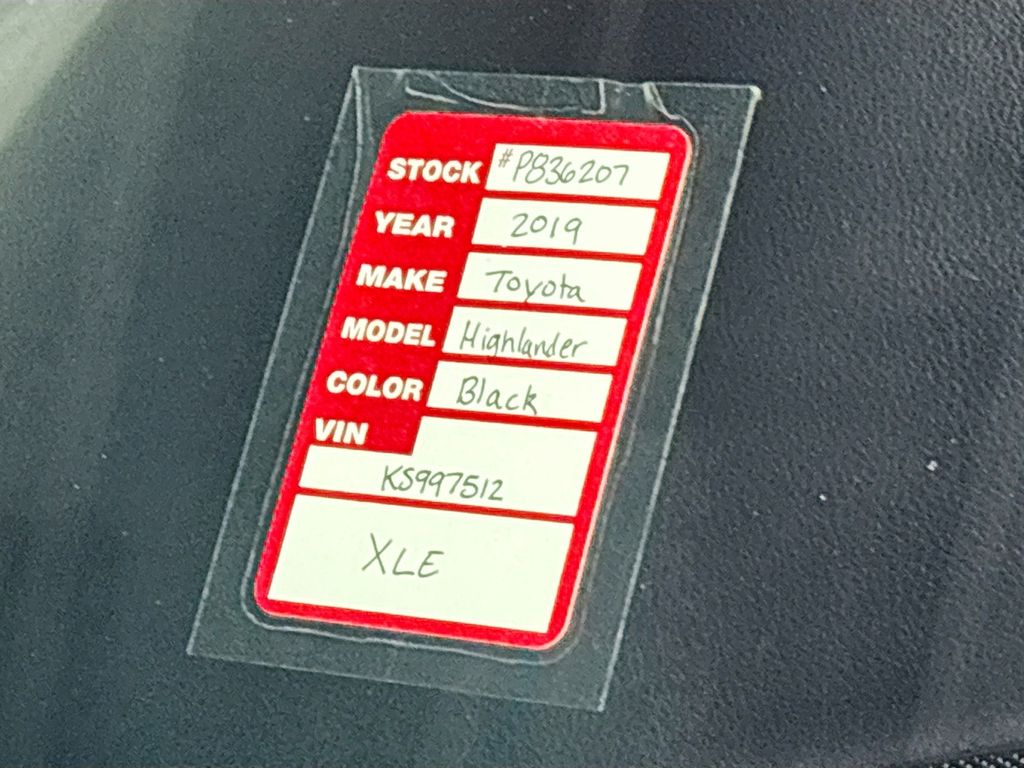 STOCK #P836207
YEAR 2019
MAKE Toyota
MODEL Highlander
COLOR Black
VIN
KS997512
XLE